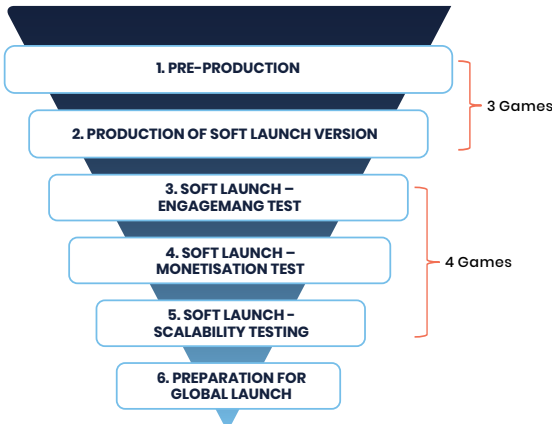 1. PRE-PRODUCTION
3 Games
2. PRODUCTION OF SOFT LAUNCH VERSION
3. SOFT LAUNCH –
ENGAGEMANG TEST
4. SOFT LAUNCH –
MONETISATION TEST
4 Games
5. SOFT LAUNCH -
SCALABILITY TESTING
6. PREPARATION FOR
GLOBAL LAUNCH